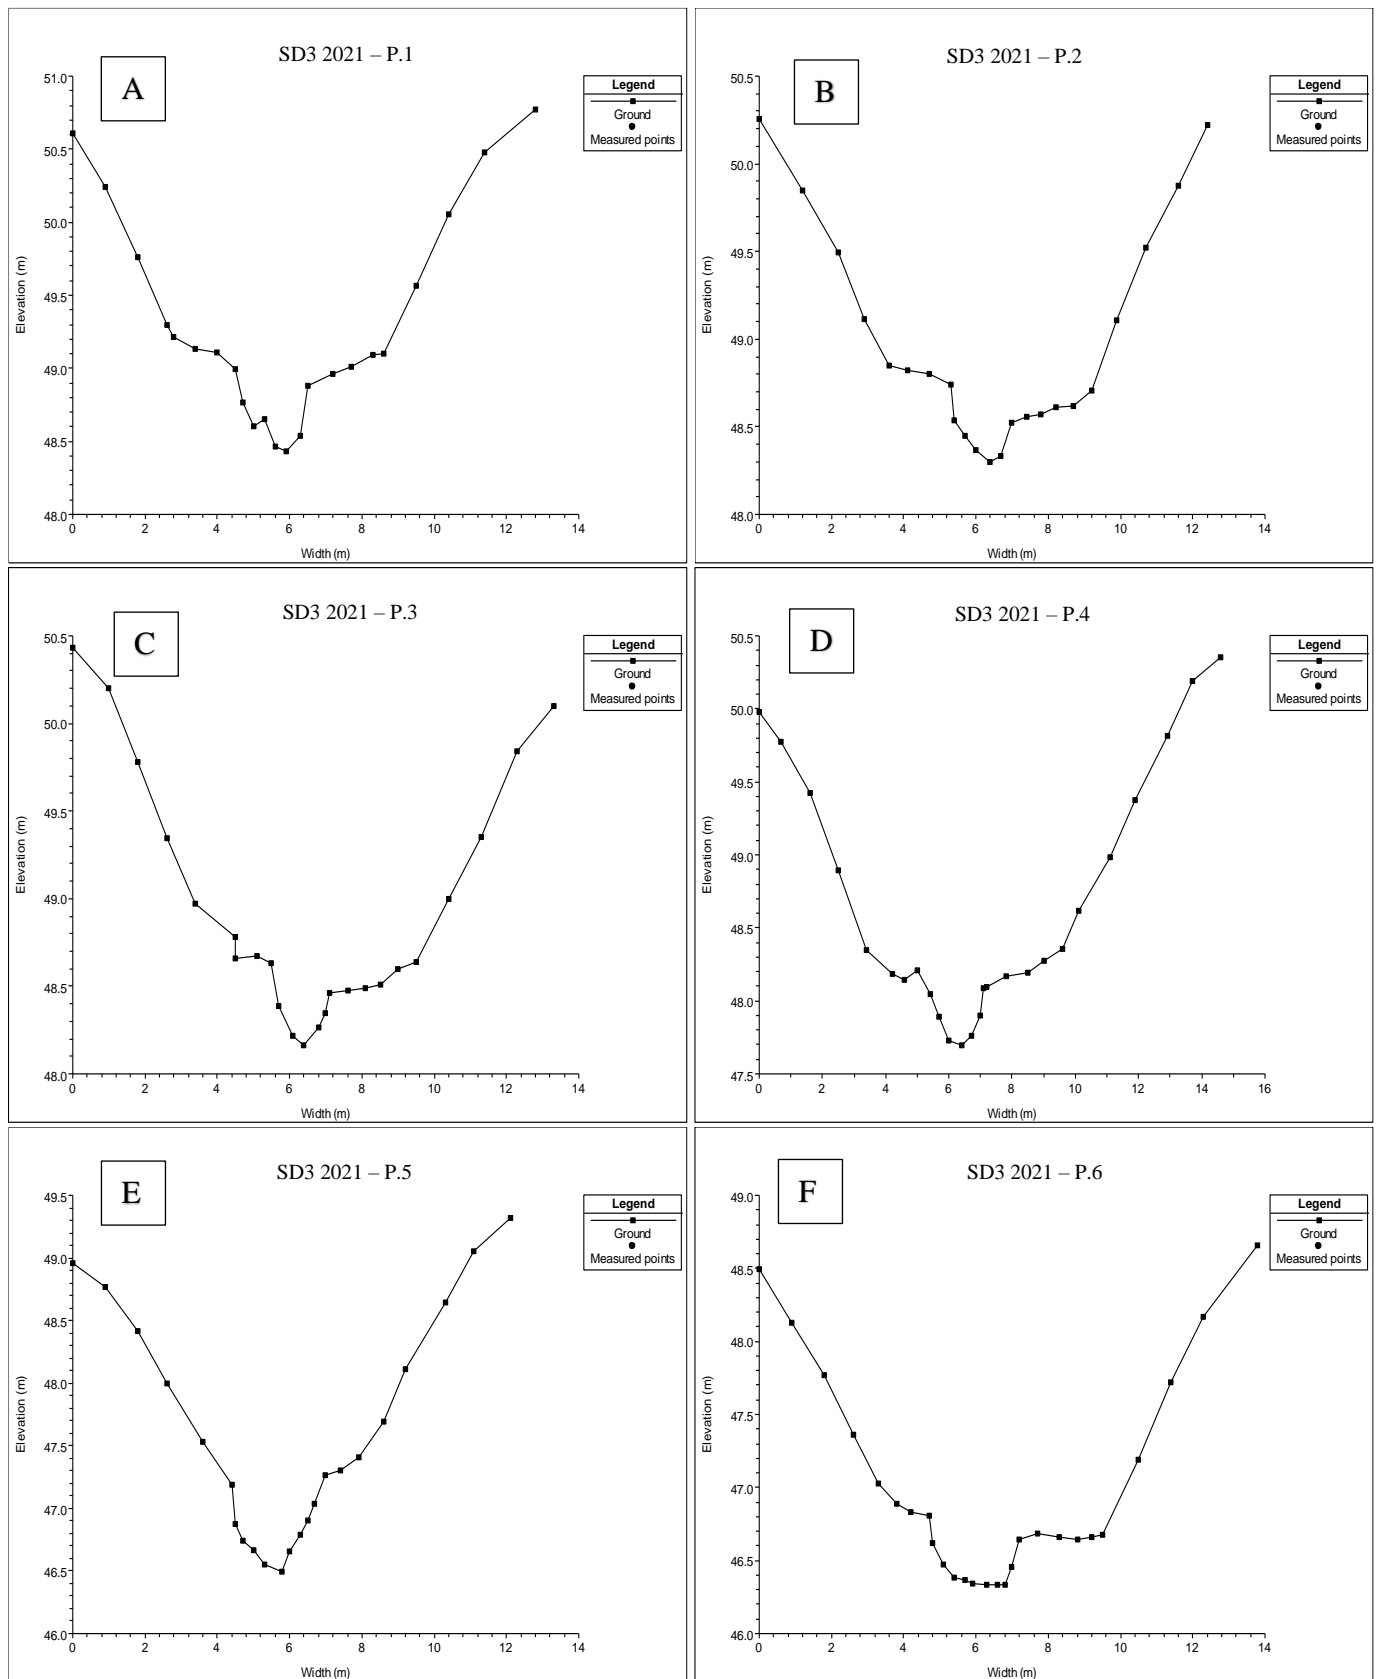 SD3 2021 – P.1
A
51.0
50.5
50.0
49.5
49.0
48.5
48.0
Elevation (m)
0 2 4 6 8 10 12 14
Width (m)
Legend
Ground
Measured points
SD3 2021 – P.2
B
50.5
50.0
49.5
49.0
48.5
48.0
Elevation (m)
0 2 4 6 8 10 12 14
Width (m)
Legend
Ground
Measured points
SD3 2021 – P.3
C
50.5
50.0
49.5
49.0
48.5
48.0
Elevation (m)
0 2 4 6 8 10 12 14
Width (m)
Legend
Ground
Measured points
SD3 2021 – P.4
D
50.5
50.0
49.5
49.0
48.5
48.0
47.5
Elevation (m)
0 2 4 6 8 10 12 14 16
Width (m)
Legend
Ground
Measured points
SD3 2021 – P.5
E
49.5
49.0
48.5
48.0
47.5
47.0
46.5
46.0
Elevation (m)
0 2 4 6 8 10 12 14
Width (m)
Legend
Ground
Measured points
SD3 2021 – P.6
F
49.0
48.5
48.0
47.5
47.0
46.5
46.0
Elevation (m)
0 2 4 6 8 10 12 14
Width (m)
Legend
Ground
Measured points